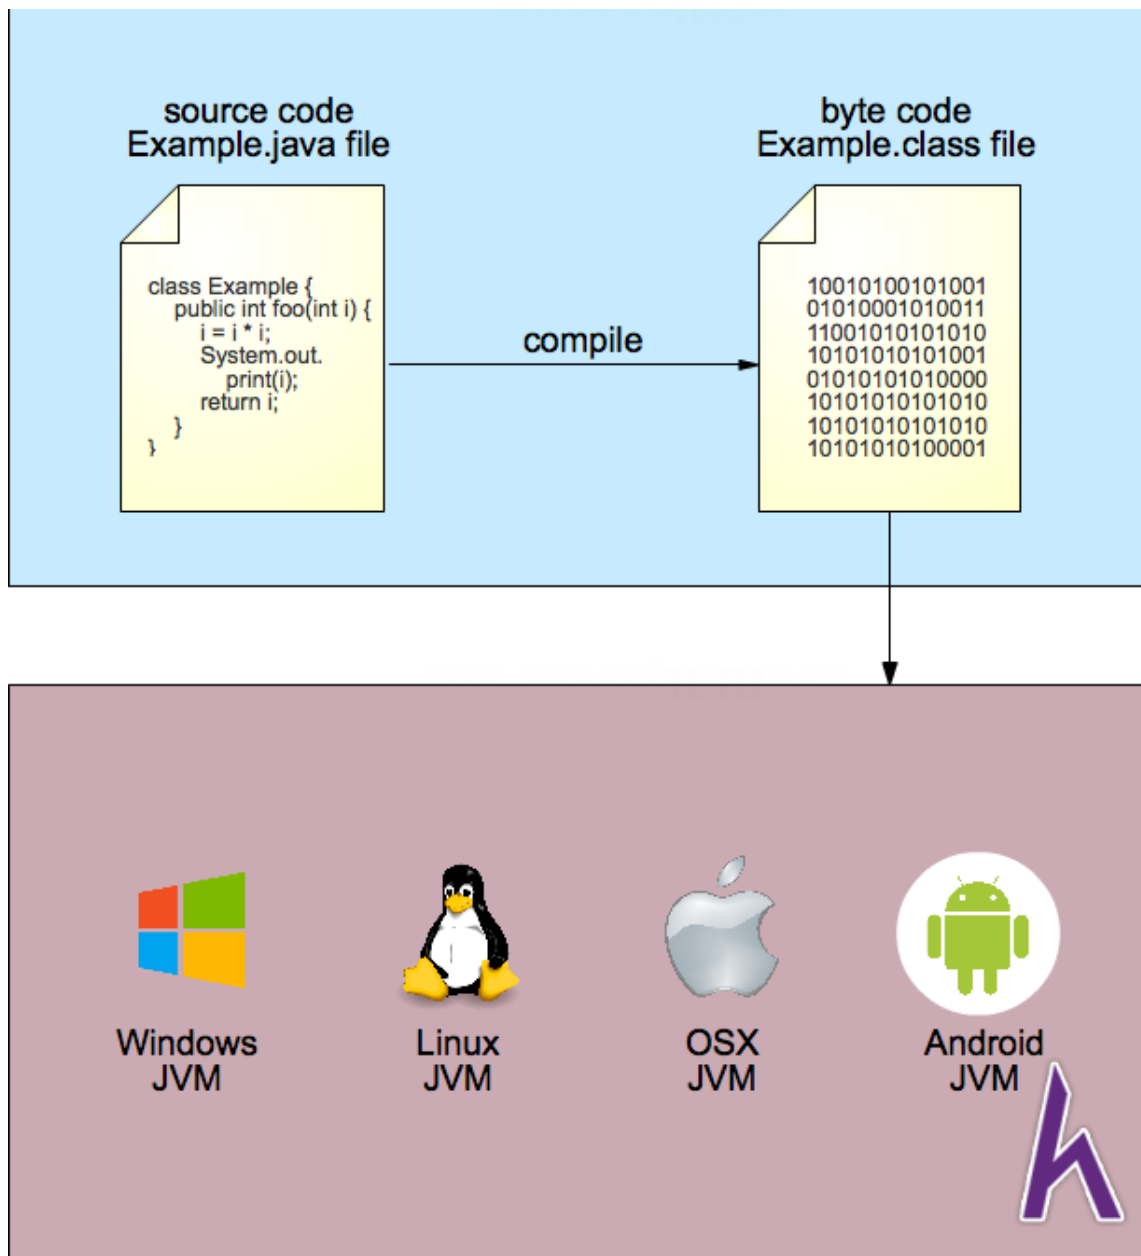 source code
Example.java file
class Example {
public int foo(int i) {
i = i * i;
System.out.
print(i);
return i;
}
}
compile
byte code
Example.class file
10010100101001
01010001010011
11001010101010
10101010101001
01010101010000
10101010101010
10101010101010
10101010100001
Windows
JVM
Linux
JVM
OSX
JVM
Android
JVM